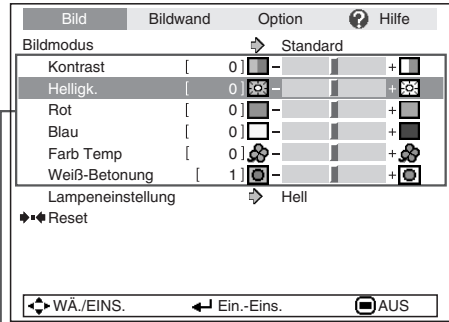 Bild Bildwand Option ? Hilfe
Bildmodus Standard
Kontrast [ 0 ] - +
Helligk. [ 0 ] - +
Rot [ 0 ] - +
Blau [ 0 ] - +
Farb Temp [ 0 ] - +
Weiß-Betonung [ 1 ] - +
Lampeneinstellung Hell
Reset
WÄ./EINS. Ein.-Eins. AUS